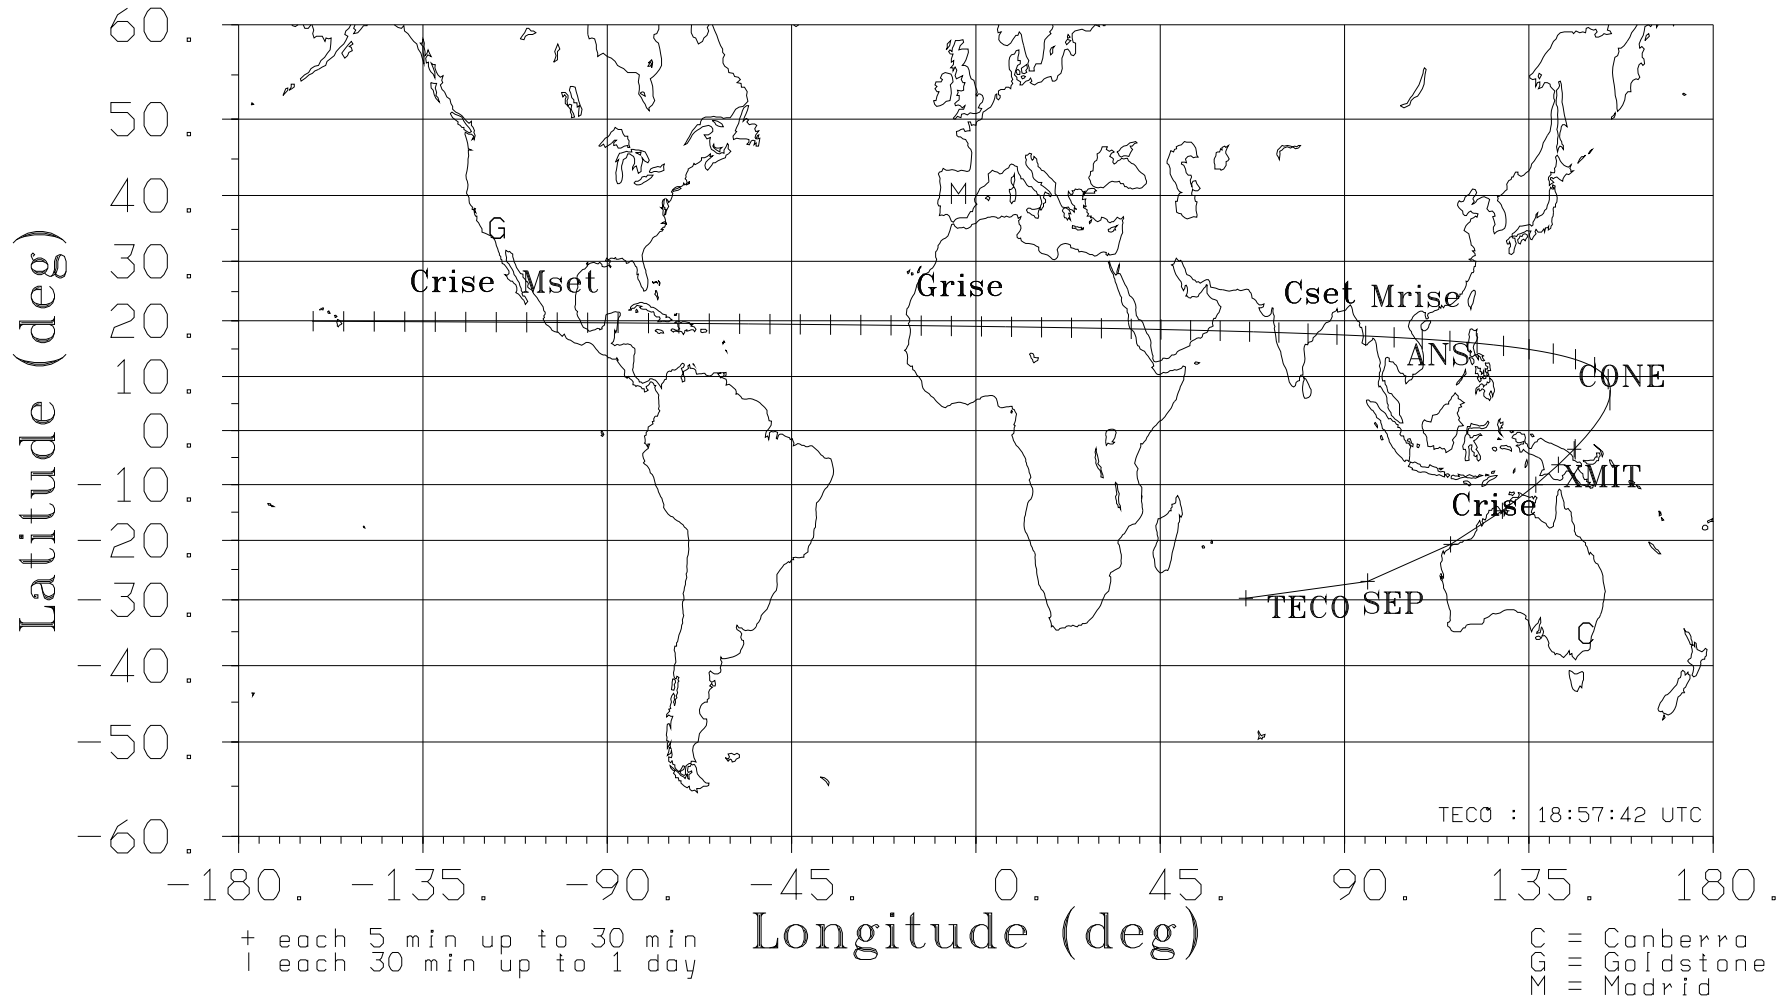 60.
50.
40.
30.
20.
10.
0.
-10.
-20.
-30.
-40.
-50.
-60.
Latitude (deg)
M
G
Crise Mset
Grise
Cset Mrise
ANS
CONE
XMIT
Crise
TECO SEP
C
TECO : 18:57:42 UTC
-180. -135. -90. -45. 0. 45. 90. 135. 180.
Longitude (deg)
+ each 5 min up to 30 min
| each 30 min up to 1 day
C = Canberra
G = Goldstone
M = Madrid